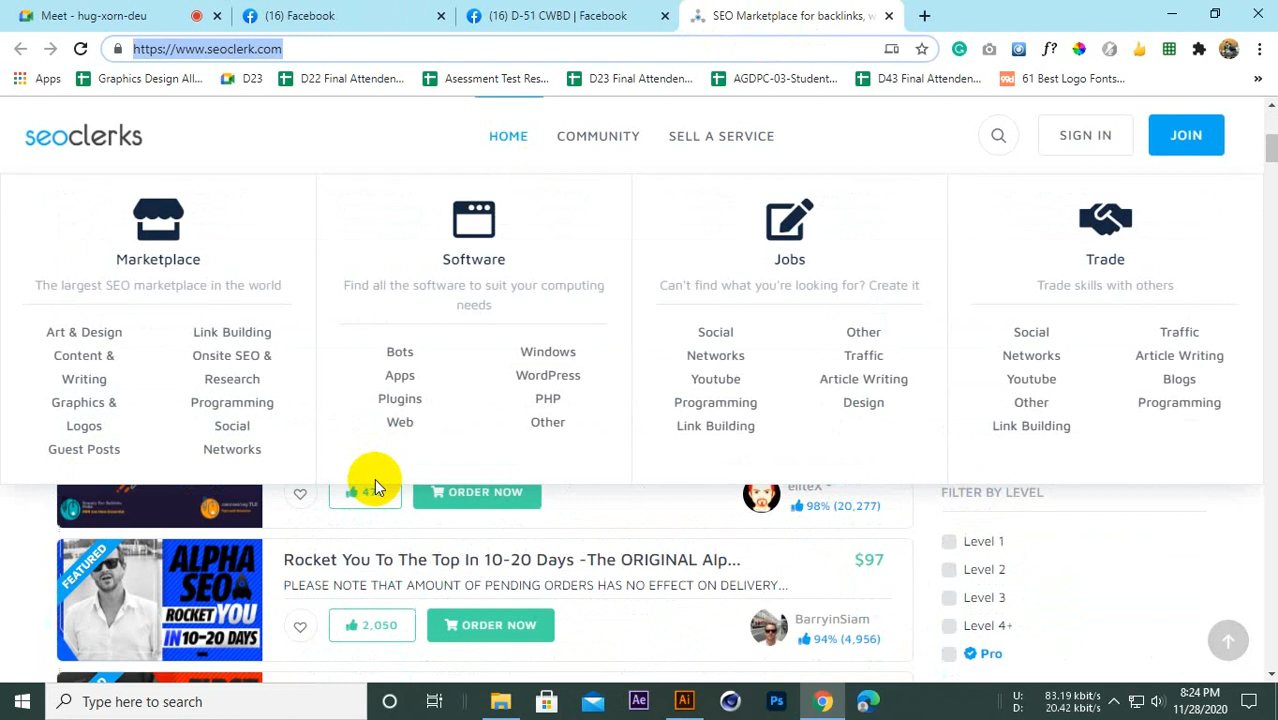 Meet - hug-xorn-deu
(16) Facebook
(16) D-51 CWBD | Facebook
SEO Marketplace for backlinks, w
https://www.seoclerk.com
Apps
Graphics Design All...
D23
D22 Final Attenden...
Asessment Test Res...
D23 Final Attenden...
AGDPC-03-Student...
D43 Final Attenden...
61 Best Logo Fonts...
seoclerks
HOME
COMMUNITY
SELL A SERVICE
SIGN IN
JOIN
Marketplace
The largest SEO marketplace in the world
Art & Design
Content &
Writing
Graphics &
Logos
Guest Posts
Link Building
Onsite SEO &
Research
Programming
Social
Networks
Software
Find all the software to suit your computing
needs
Bots
Apps
Plugins
Web
Windows
WordPress
PHP
Other
Jobs
Can't find what you're looking for? Create it
Social
Networks
Youtube
Programming
Link Building
Other
Traffic
Article Writing
Design
Trade
Trade skills with others
Social
Networks
Youtube
Other
Link Building
Traffic
Article Writing
Blogs
Programming
ORDER NOW
eliteX
98% (20,277)
FILTER BY LEVEL
Level 1
Level 2
Level 3
Level 4+
Pro
FEATURED
ALPHA
SEO
ROCKET YOU
IN 10-20 DAYS
Rocket You To The Top In 10-20 Days -The ORIGINAL Alp...
$97
PLEASE NOTE THAT AMOUNT OF PENDING ORDERS HAS NO EFFECT ON DELIVERY...
2,050
ORDER NOW
BarryinSiam
94% (4,956)
Type here to search
U: 83.19 kbit/s
D: 20.42 kbit/s
8:24 PM
11/28/2020